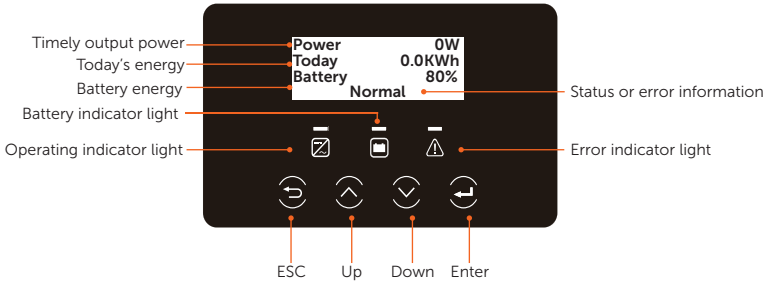 Timely output power
Today's energy
Battery energy
Battery indicator light
Operating indicator light
Power 0W
Today 0.0KWh
Battery 80%
Normal
Status or error information
Error indicator light
ESC Up Down Enter